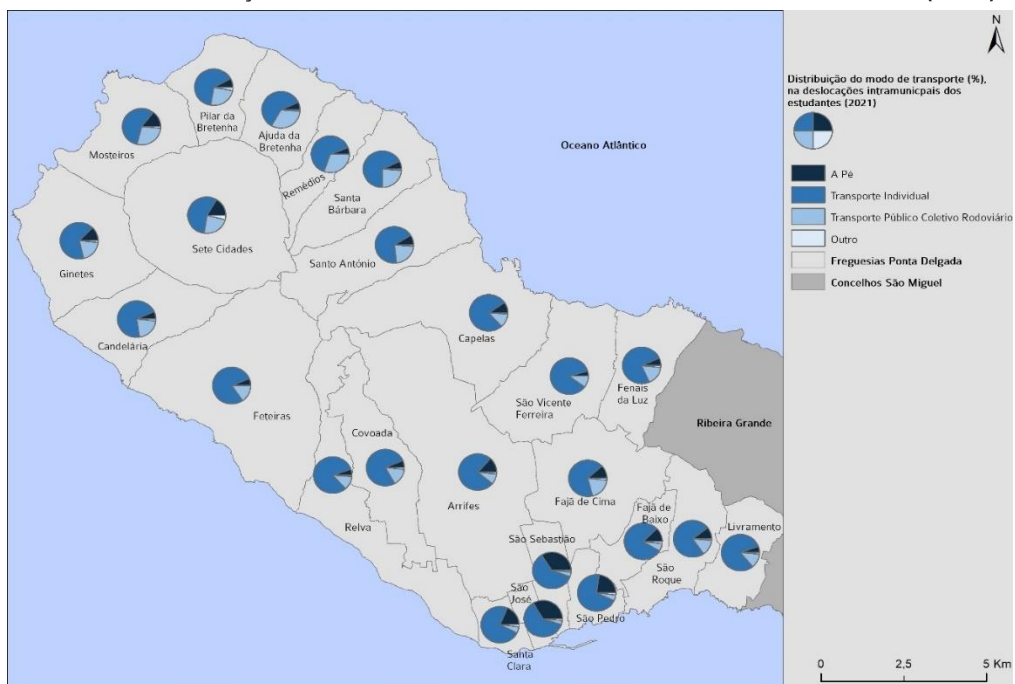 N
Distribuição do modo de transporte (%),
na deslocações intramunicpais dos
estudantes (2021)
A Pé
Transporte Individual
Transporte Público Coletivo Rodoviário
Outro
Freguesias Ponta Delgada
Concelhos São Miguel
Oceano Atlântico
Pilar da
Bretenha
Ajuda da
Bretenha
Mosteiros
Remédios
Santa
Bárbara
Sete Cidades
Santo António
Ginetes
Candelária
Capelas
Feteiras
São Vicente
Ferreira
Fenais
da Luz
Ribeira Grande
Covoada
Relva
Arrifes
Fajã de Cima
Fajã de
Baixo
Livramento
São Sebastião
São
Roque
São
José
São Pedro
Santa
Clara
0 2,5 5 Km